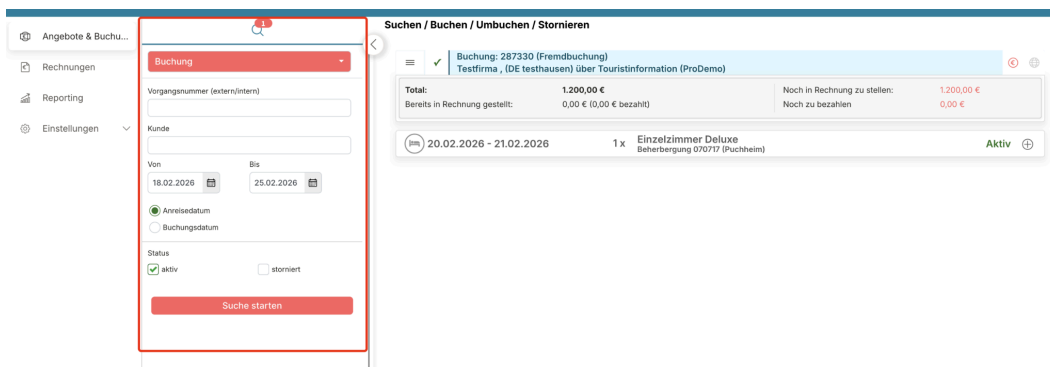 Angebote & Buchu...
Rechnungen
Reporting
Einstellungen
1
Buchung
Vorgangsnummer (extern/intern)
Kunde
Von Bis
18.02.2026 25.02.2026
Anreisedatum
Buchungsdatum
Status
aktiv storniert
Suche starten
Suchen / Buchen / Umbuchen / Stornieren
Buchung: 287330 (Fremdbuchung)
Testfirma , (DE testhausen) über Touristinformation (ProDemo)
Total: 1.200,00 € Noch in Rechnung zu stellen: 1.200,00 €
Bereits in Rechnung gestellt: 0,00 € (0,00 € bezahlt) Noch zu bezahlen 0,00 €
20.02.2026 - 21.02.2026 1 x Einzelzimmer Deluxe Aktiv
Beherbergung 070717 (Puchheim)